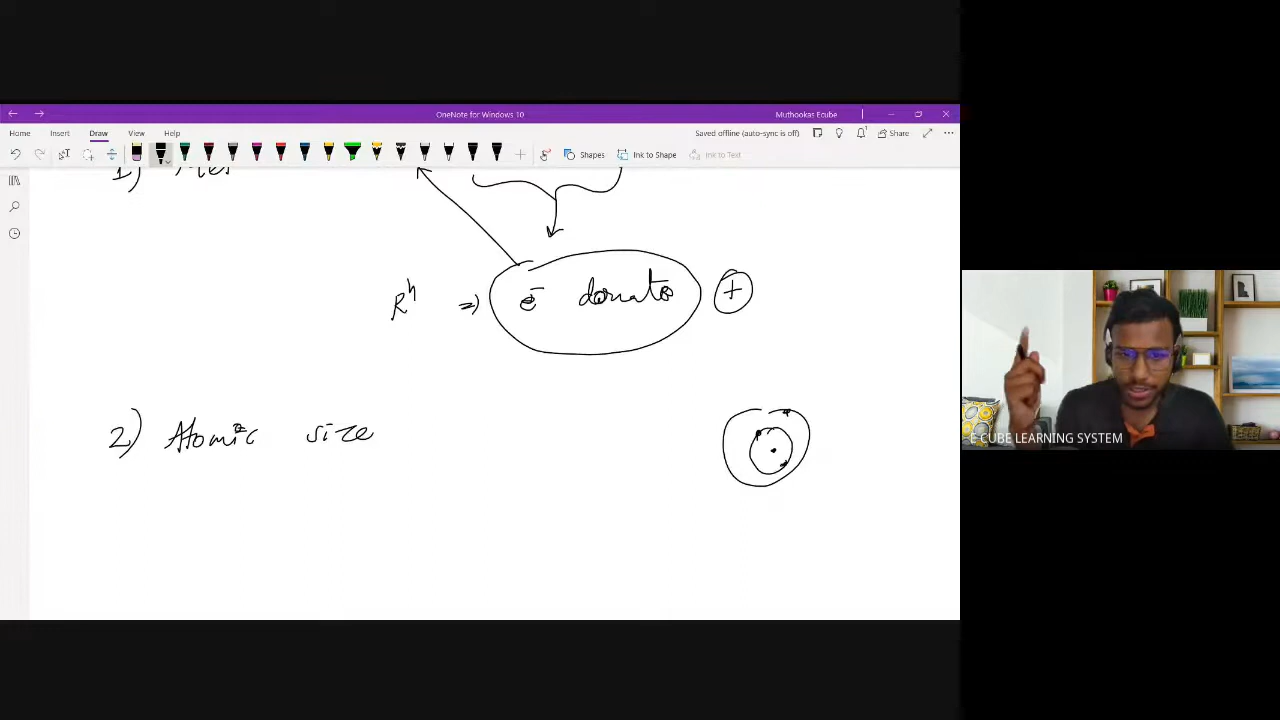 OneNote for Windows 10
Muthookas Ecube
Home Insert Draw View Help
Saved offline (auto-sync is off)
Share
Shapes
Ink to Shape
Ink to Text
1)
=) e donato +
2) Atomic size
E CUBE LEARNING SYSTEM